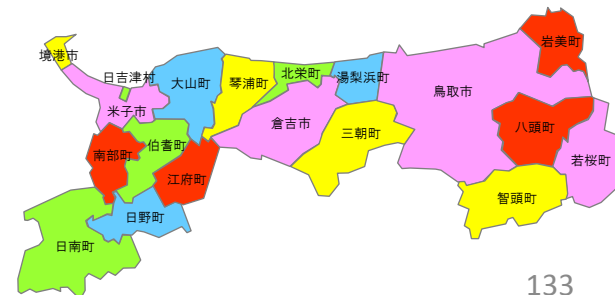 境港市
日吉津村
米子市
大山町
琴浦町
北栄町
湯梨浜町
鳥取市
岩美町
南部町
伯耆町
江府町
倉吉市
三朝町
八頭町
若桜町
智頭町
日野町
日南町
133